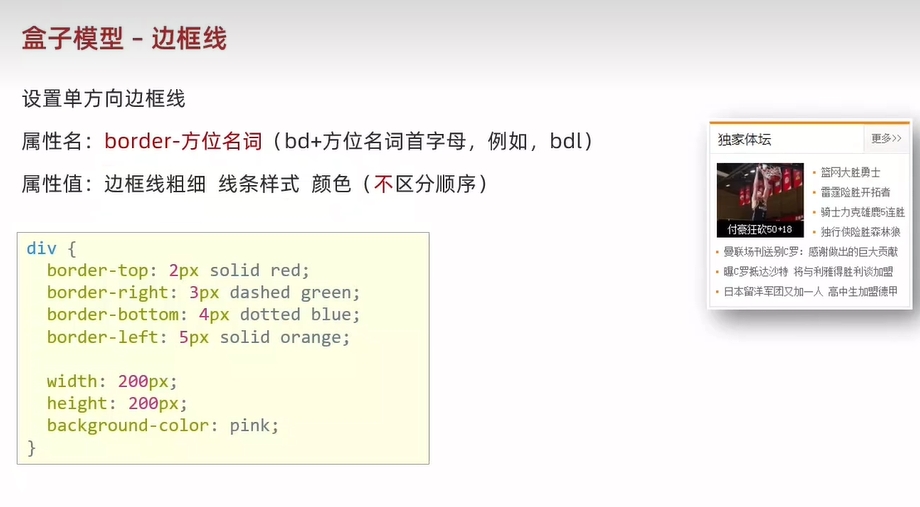 盒子模型 – 边框线
设置单方向边框线
属性名：border-方位名词（bd+方位名词首字母，例如，bdl）
属性值：边框线粗细 线条样式 颜色（不区分顺序）
div {
border-top: 2px solid red;
border-right: 3px dashed green;
border-bottom: 4px dotted blue;
border-left: 5px solid orange;
width: 200px;
height: 200px;
background-color: pink;
}
独家体坛
更多>>
付豪狂砍50+18
• 篮网大胜勇士
• 雷霆险胜开拓者
• 骑士力克雄鹿5连胜
• 独行侠险胜森林狼
• 曼联场刊送别C罗：感谢做出的巨大贡献
• 曝C罗抵达沙特 将与利雅得胜利谈加盟
• 日本留洋军团又加一人 高中生加盟德甲